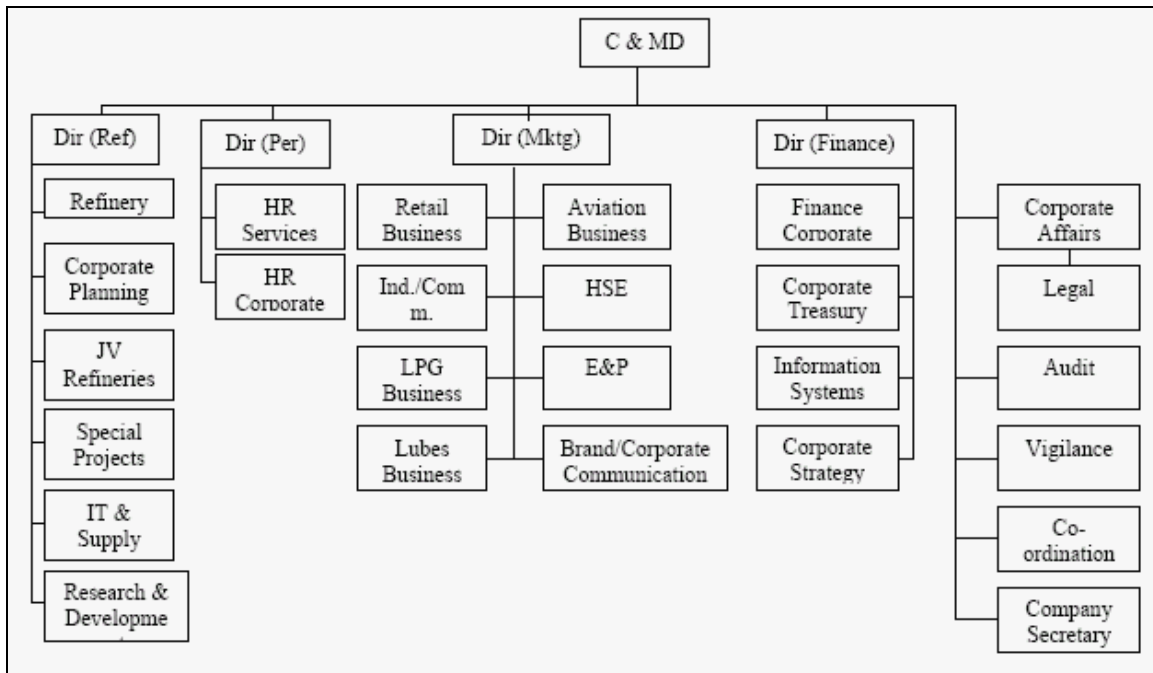 C & MD
Dir (Ref)
Refinery
Corporate
Planning
JV
Refineries
Special
Projects
IT &
Supply
Research &
Developme
Dir (Per)
HR
Services
HR
Corporate
Dir (Mktg)
Retail
Business
Ind./Com
m.
LPG
Business
Lubes
Business
Aviation
Business
HSE
E&P
Brand/Corporate
Communication
Dir (Finance)
Finance
Corporate
Corporate
Treasury
Information
Systems
Corporate
Strategy
Corporate
Affairs
Legal
Audit
Vigilance
Co-
ordination
Company
Secretary